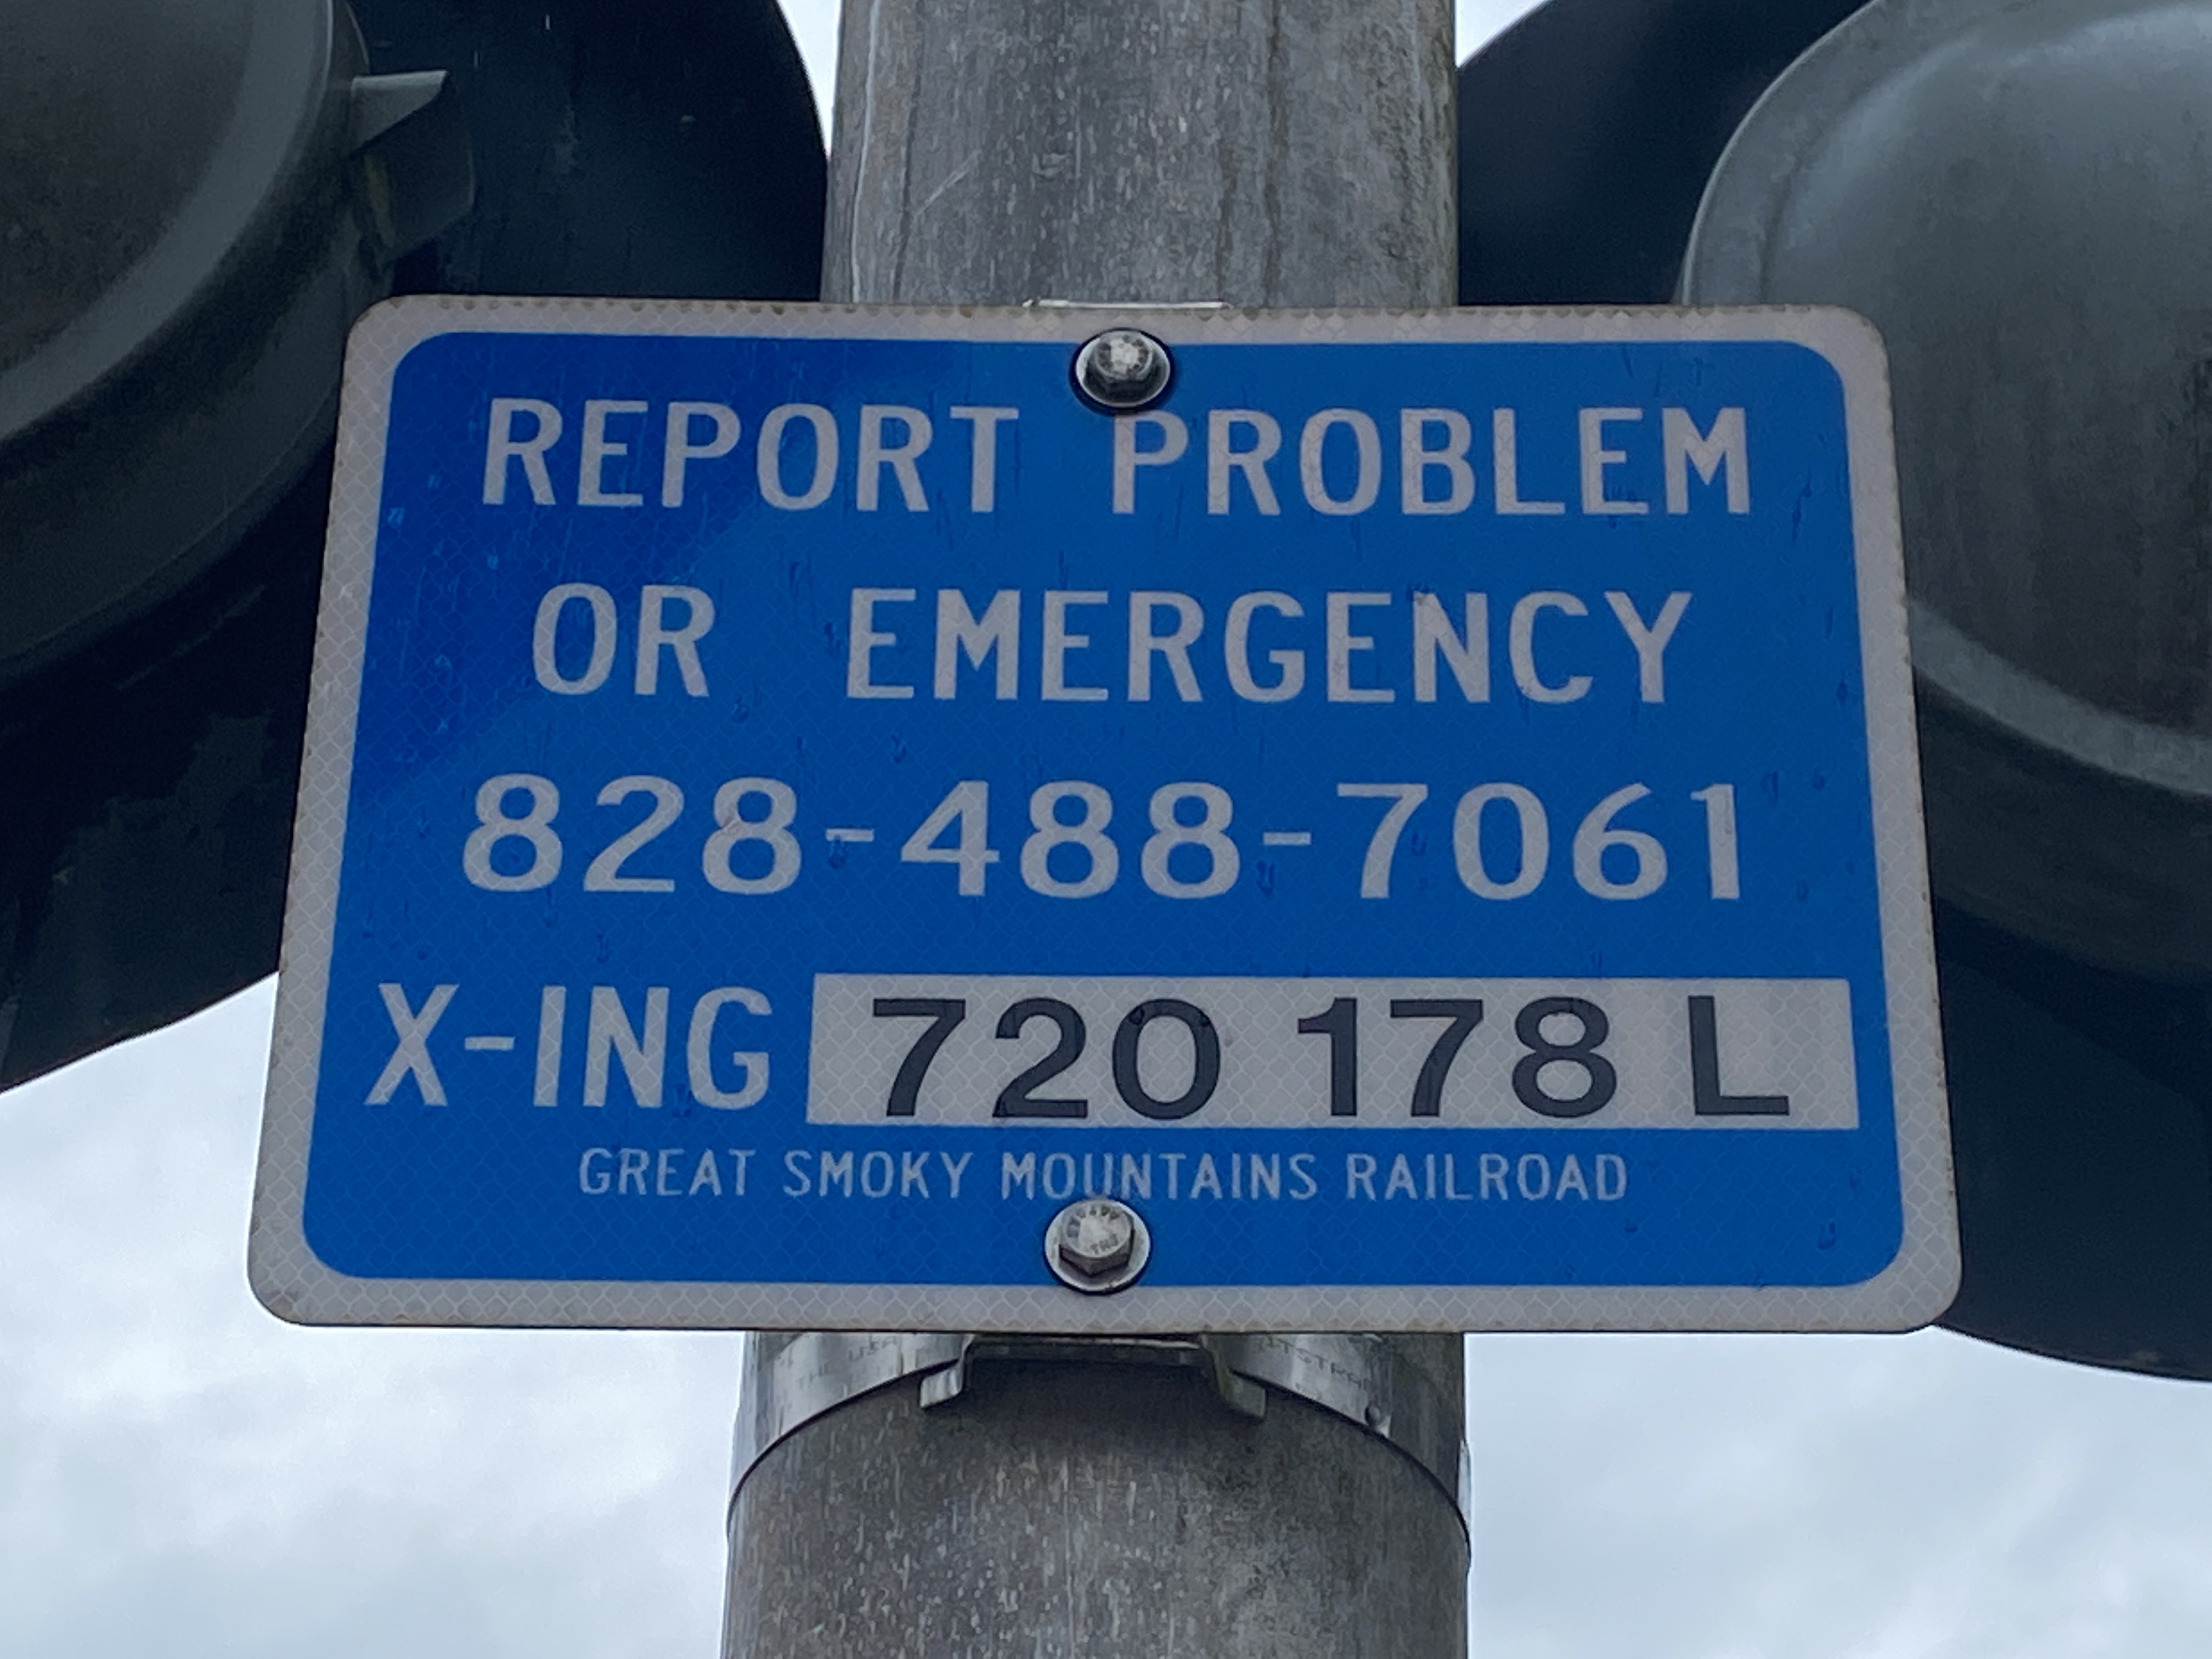 REPORT PROBLEM
OR EMERGENCY
828-488-7061
X-ING 720 178 L
GREAT SMOKY MOUNTAINS RAILROAD